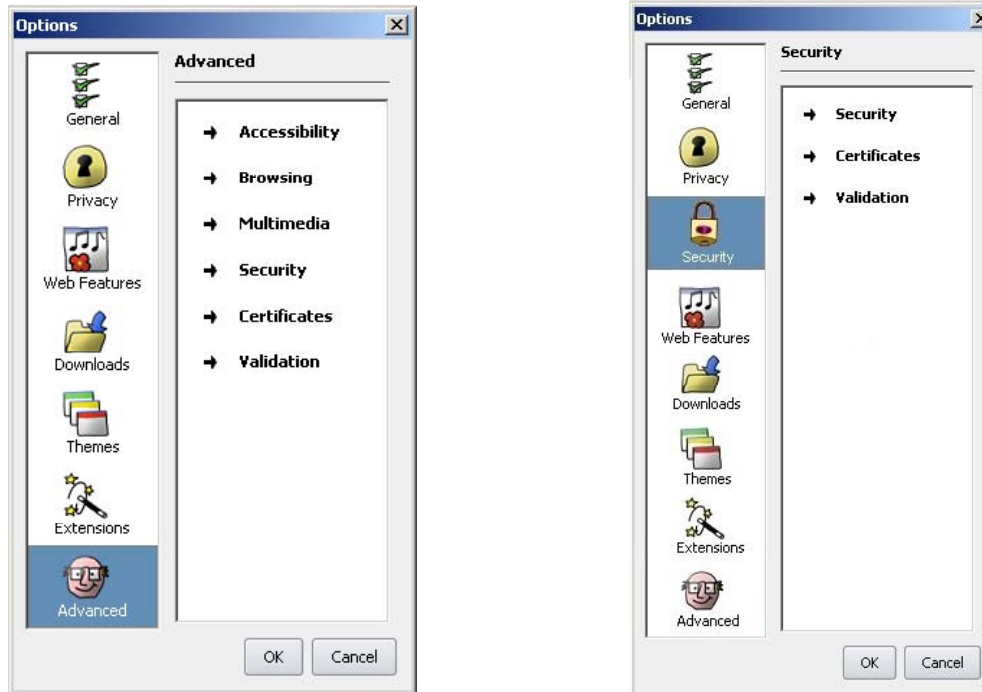 Options
General
Privacy
Web Features
Downloads
Themes
Extensions
Advanced
Advanced
Accessibility
Browsing
Multimedia
Security
Certificates
Validation
OK Cancel
Options
General
Privacy
Security
Web Features
Downloads
Themes
Extensions
Advanced
Security
Security
Certificates
Validation
OK Cancel